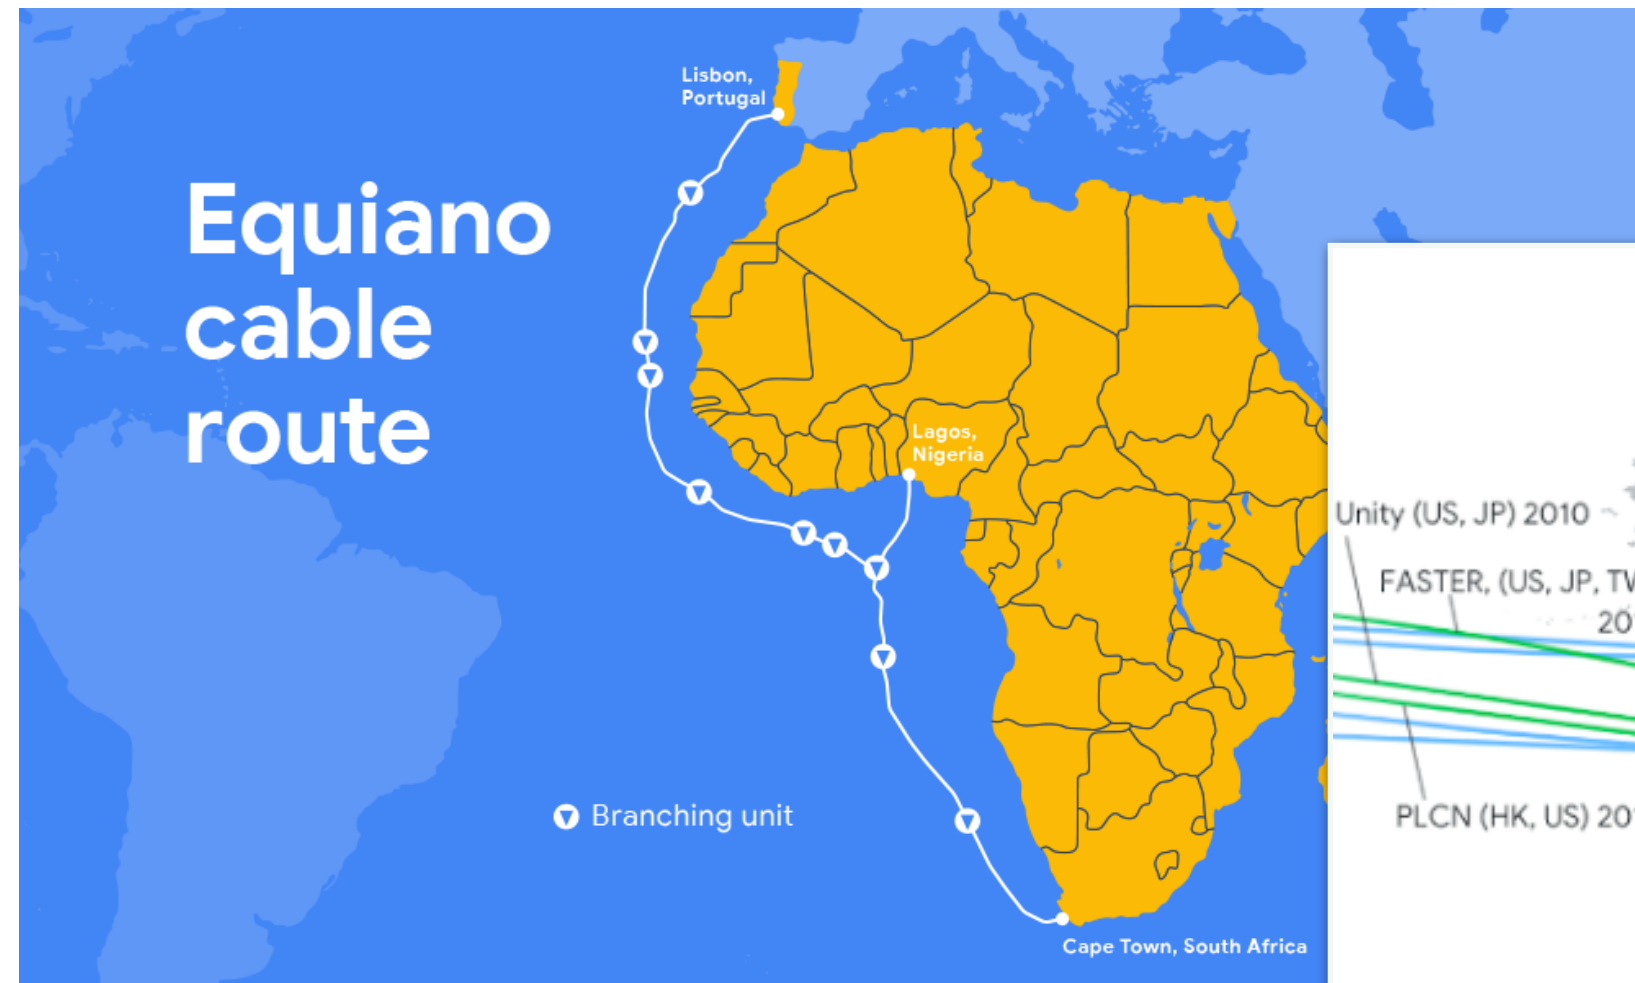 Lisbon,
Portugal
Equiano
cable
route
Lagos,
Nigeria
Branching unit
Cape Town, South Africa
Unity (US, JP) 2010
FASTER, (US, JP,
PLCN (HK, US)